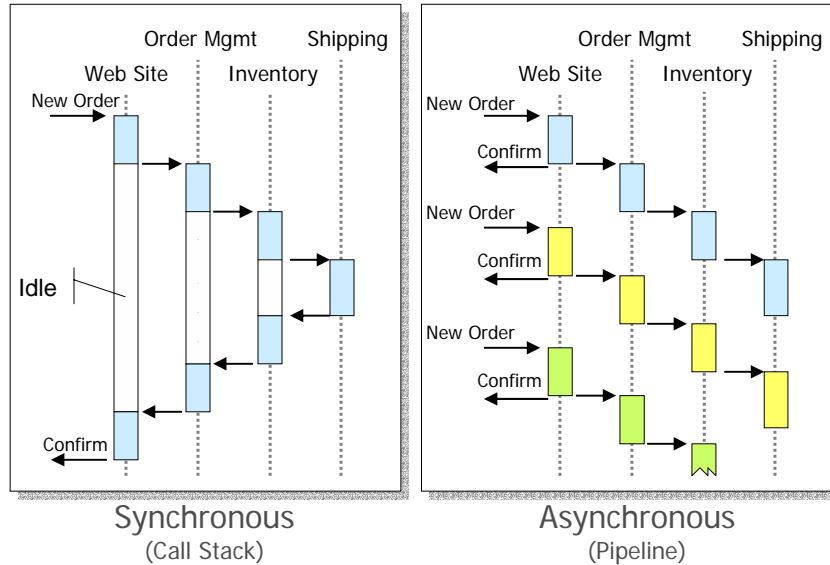 Order Mgmt Shipping
Web Site Inventory
New Order
Idle
Confirm
Synchronous
(Call Stack)
Order Mgmt Shipping
Web Site Inventory
New Order
Confirm
New Order
Confirm
New Order
Confirm
Asynchronous
(Pipeline)